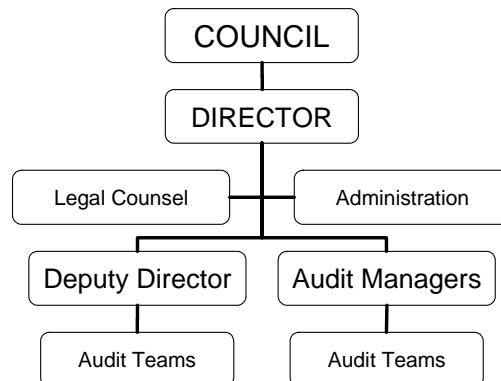 COUNCIL
DIRECTOR
Legal Counsel
Administration
Deputy Director
Audit Managers
Audit Teams
Audit Teams